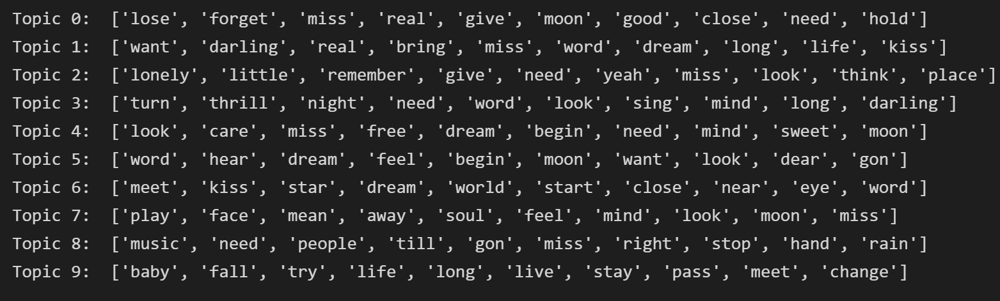 Topic 0:  ['lose', 'forget', 'miss', 'real', 'give', 'moon', 'good', 'close', 'need', 'hold']
Topic 1:  ['want', 'darling', 'real', 'bring', 'miss', 'word', 'dream', 'long', 'life', 'kiss']
Topic 2:  ['lonely', 'little', 'remember', 'give', 'need', 'yeah', 'miss', 'look', 'think', 'place']
Topic 3:  ['turn', 'thrill', 'night', 'need', 'word', 'look', 'sing', 'mind', 'long', 'darling']
Topic 4:  ['look', 'care', 'miss', 'free', 'dream', 'begin', 'need', 'mind', 'sweet', 'moon']
Topic 5:  ['word', 'hear', 'dream', 'feel', 'begin', 'moon', 'want', 'look', 'dear', 'gon']
Topic 6:  ['meet', 'kiss', 'star', 'dream', 'world', 'start', 'close', 'near', 'eye', 'word']
Topic 7:  ['play', 'face', 'mean', 'away', 'soul', 'feel', 'mind', 'look', 'moon', 'miss']
Topic 8:  ['music', 'need', 'people', 'till', 'gon', 'miss', 'right', 'stop', 'hand', 'rain']
Topic 9:  ['baby', 'fall', 'try', 'life', 'long', 'live', 'stay', 'pass', 'meet', 'change']